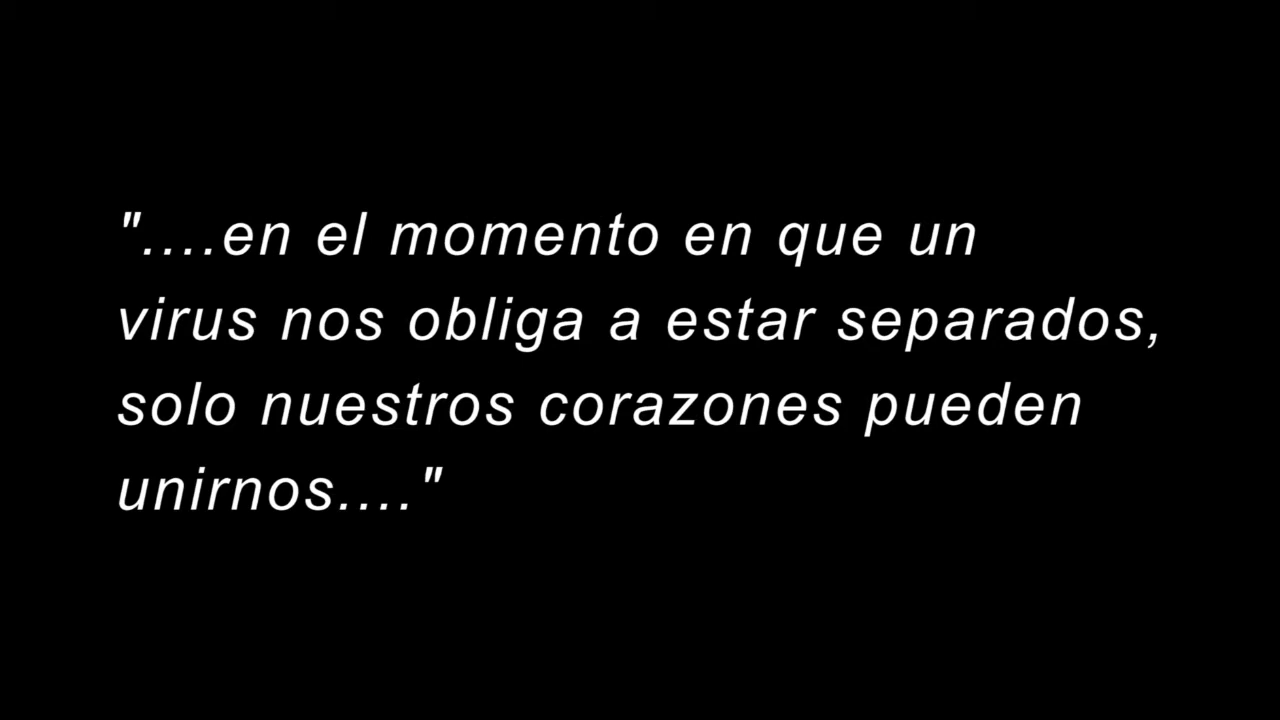 "....en el momento en que un
virus nos obliga a estar separados,
solo nuestros corazones pueden
unirnos...."